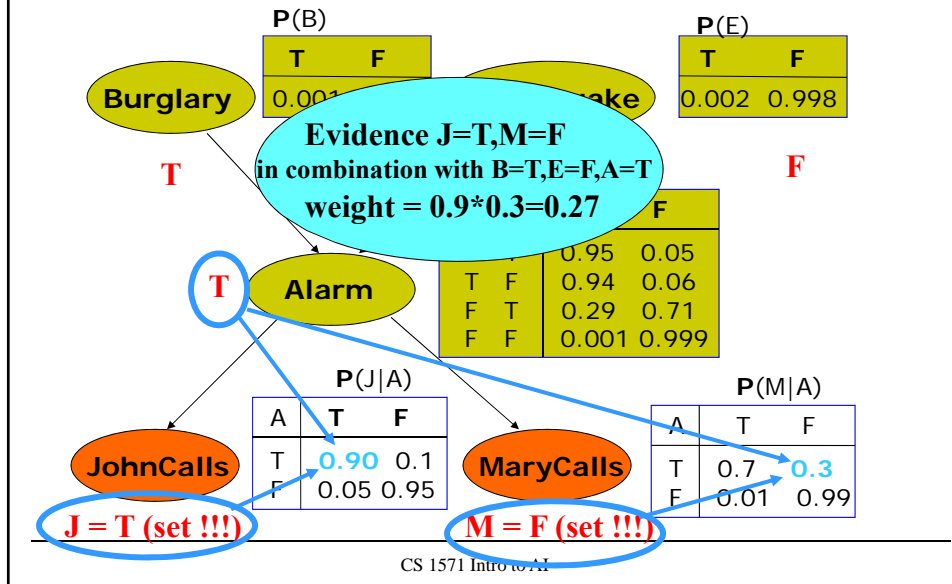 P(B)
P(E)
T F
T F
Burglary
0.001
ake
0.002 0.998
Evidence J=T,M=F
in combination with B=T,E=F,A=T
weight = 0.9*0.3=0.27
T
F
F
0.95 0.05
T F 0.94 0.06
F T 0.29 0.71
F F 0.001 0.999
T
Alarm
P(J|A)
A T F
T 0.90 0.1
F 0.05 0.95
P(M|A)
A T F
T 0.7 0.3
F 0.01 0.99
JohnCalls
MaryCalls
J = T (set !!!)
M = F (set !!!)
CS 1571 Intro to AI